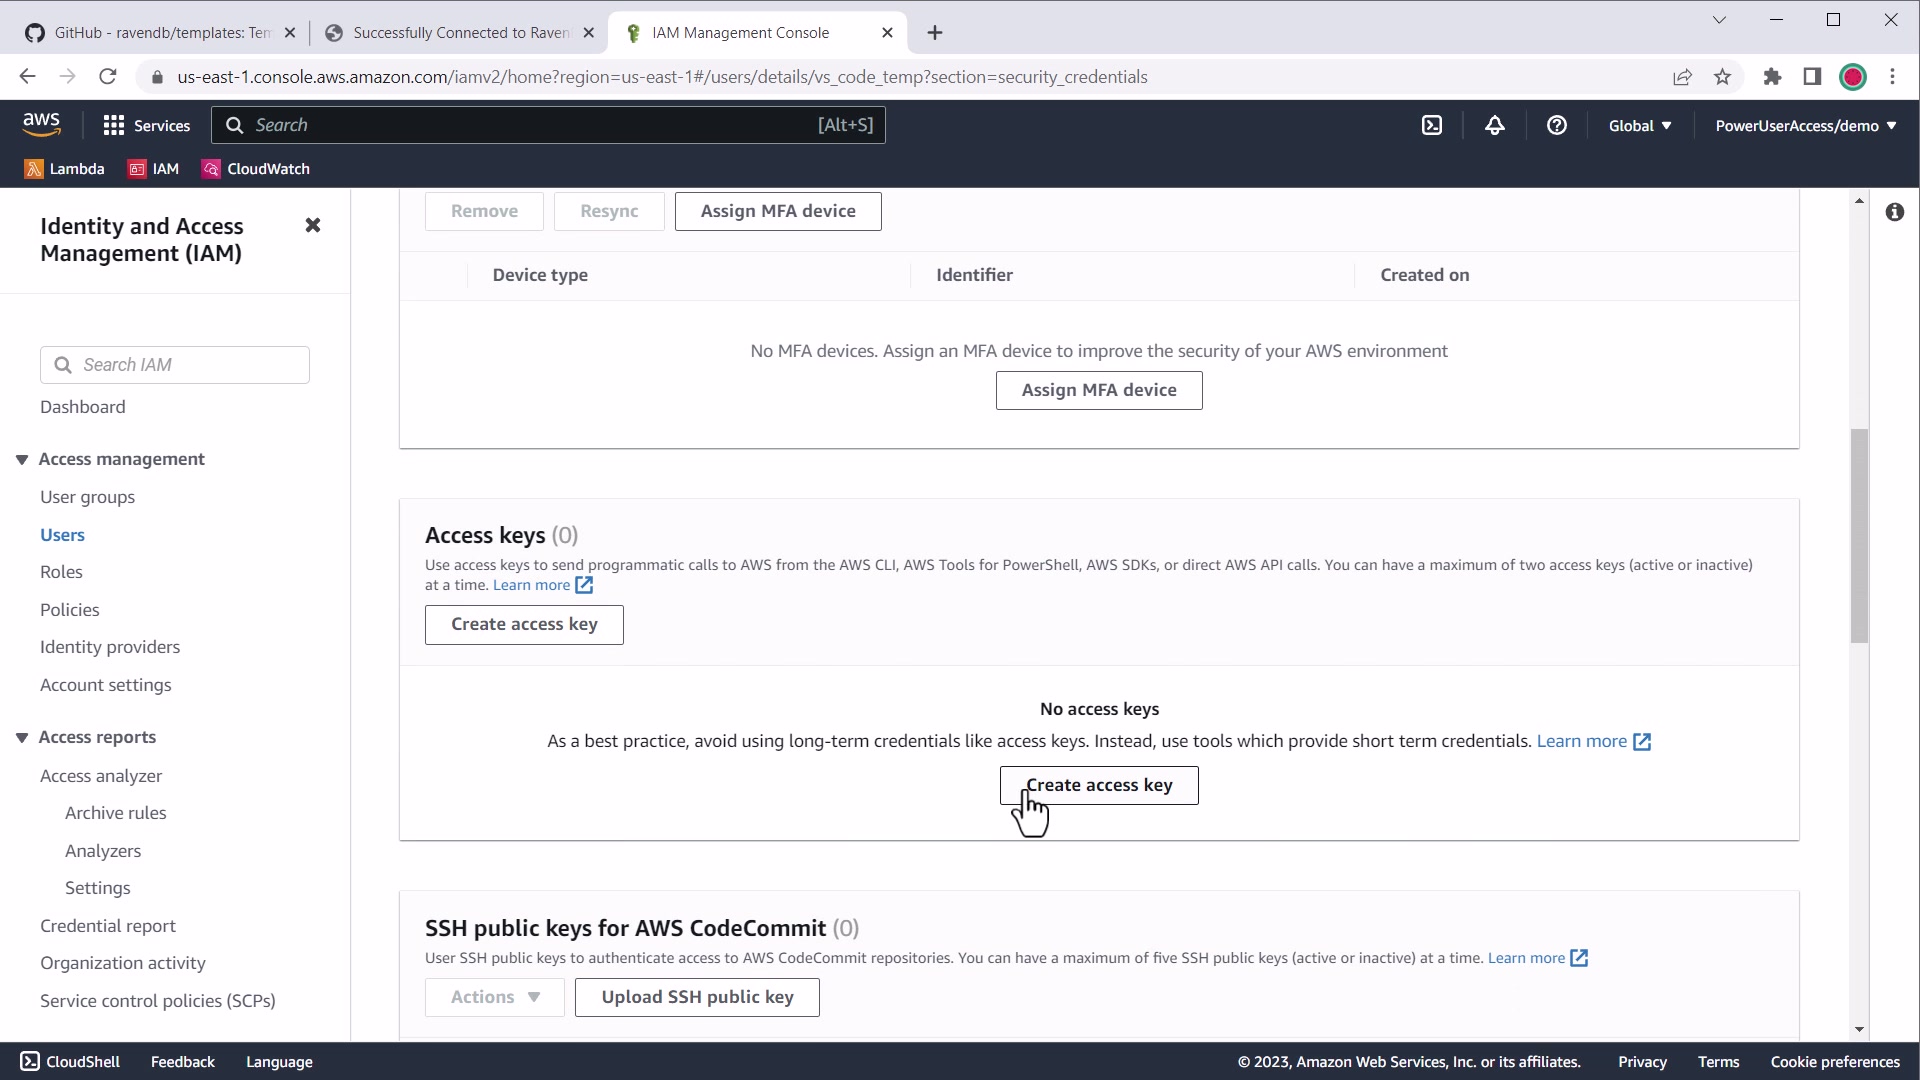 GitHub - ravendb/templates: Tem
Successfully Connected to Raven
IAM Management Console
us-east-1.console.aws.amazon.com/iamv2/home?region=us-east-1#/users/details/vs_code_temp?section=security_credentials
aws
Services
Search
[Alt+S]
Global
PowerUserAccess/demo
Lambda
IAM
CloudWatch
Identity and Access
Management (IAM)
Search IAM
Dashboard
Access management
User groups
Users
Roles
Policies
Identity providers
Account settings
Access reports
Access analyzer
Archive rules
Analyzers
Settings
Credential report
Organization activity
Service control policies (SCPs)
Remove
Resync
Assign MFA device
Device type
Identifier
Created on
No MFA devices. Assign an MFA device to improve the security of your AWS environment
Assign MFA device
Access keys (0)
Use access keys to send programmatic calls to AWS from the AWS CLI, AWS Tools for PowerShell, AWS SDKs, or direct AWS API calls. You can have a maximum of two access keys (active or inactive)
at a time. Learn more
Create access key
No access keys
As a best practice, avoid using long-term credentials like access keys. Instead, use tools which provide short term credentials. Learn more
Create access key
SSH public keys for AWS CodeCommit (0)
User SSH public keys to authenticate access to AWS CodeCommit repositories. You can have a maximum of five SSH public keys (active or inactive) at a time. Learn more
Actions
Upload SSH public key
CloudShell
Feedback
Language
© 2023, Amazon Web Services, Inc. or its affiliates.
Privacy
Terms
Cookie preferences